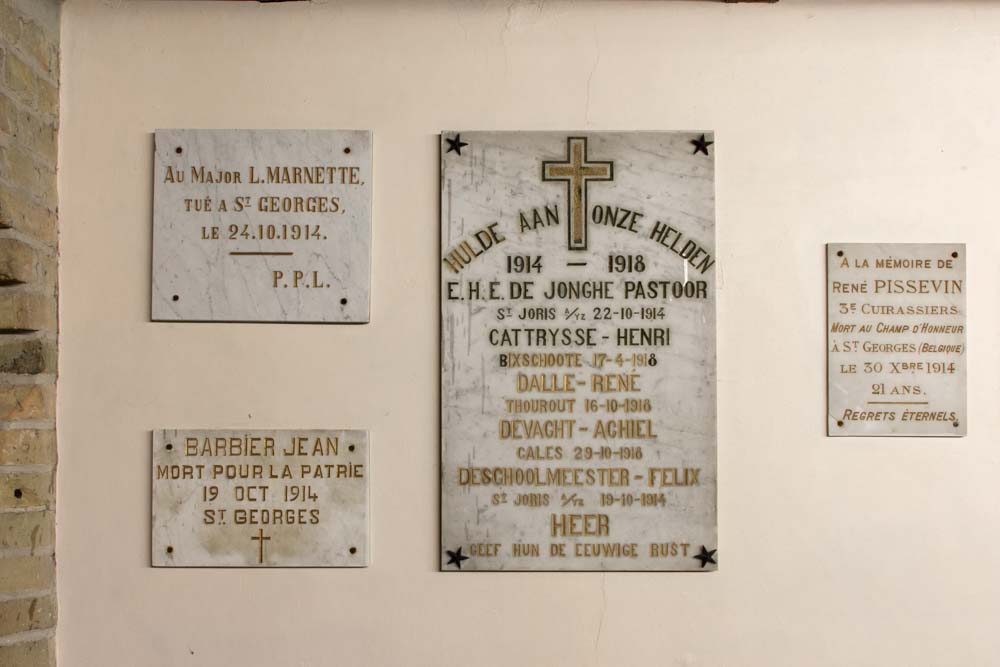 AU MAJOR L. MARNETTE,
TUÉ A ST GEORGES,
LE 24.10.1914.
P.P.L.
BARBIER JEAN
MORT POUR LA PATRIE
19 OCT 1914
ST GEORGES
HULDE AAN ONZE HELDEN
1914 — 1918
E.H.E. DE JONGHE PASTOOR
ST JORIS A/YZ 22-10-1914
CATTRYSSE - HENRI
BIXSCHOOTE 17-4-1918
DALLE - RENÉ
THOUROUT 16-10-1918
DEVACHT - ACHIEL
CALES 29-10-1918
DESCHOOLMEESTER - FELIX
ST JORIS A/YZ 19-10-1914
HEER
GEEF HUN DE EEUWIGE RUST
A LA MÉMOIRE DE
RENÉ PISSEVIN
3E CUIRASSIERS
MORT AU CHAMP D'HONNEUR
À ST GEORGES (BELGIQUE)
LE 30 XBRE 1914
21 ANS.
REGRETS ÉTERNELS.